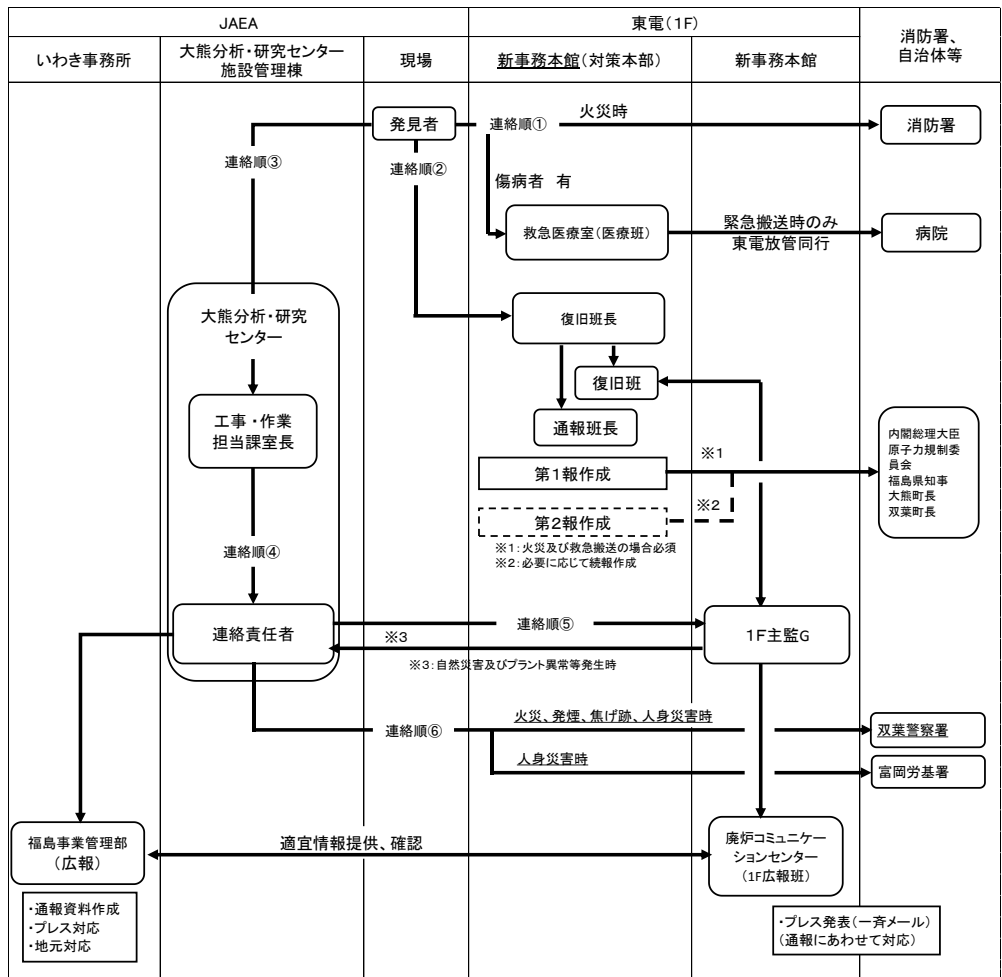 JAEA
東電(1F)
消防署、
自治体等
いわき事務所
大熊分析・研究センター
施設管理棟
現場
新事務本館(対策本部)
新事務本館
発見者
連絡順①
火災時
消防署
連絡順③
連絡順②
傷病者 有
救急医療室(医療班)
緊急搬送時のみ
東電放管同行
病院
大熊分析・研究
センター
復旧班長
復旧班
工事・作業
担当課室長
通報班長
第1報作成
※1
内閣総理大臣
原子力規制委
員会
福島県知事
大熊町長
双葉町長
第2報作成
※2
※1:火災及び救急搬送の場合必須
※2:必要に応じて続報作成
連絡順④
連絡責任者
連絡順⑤
※3
1F主監G
※3:自然災害及びプラント異常等発生時
連絡順⑥
火災、発煙、焦げ跡、人身災害時
双葉警察署
人身災害時
富岡労基署
福島事業管理部
(広報)
適宜情報提供、確認
廃炉コミュニケー
ションセンター
(1F広報班)
・通報資料作成
・プレス対応
・地元対応
・プレス発表(一斉メール)
(通報にあわせて対応)